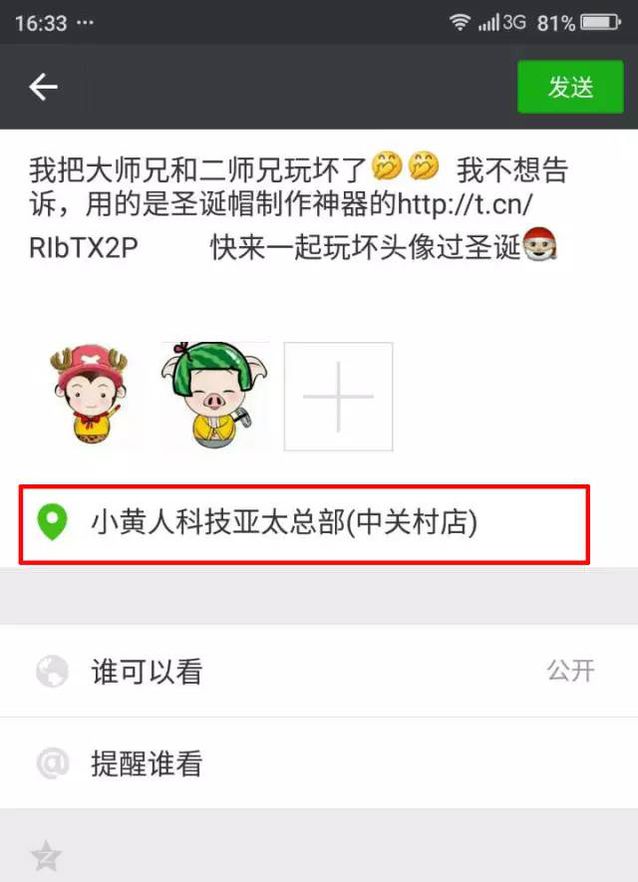 16:33 ··· 3G 81%
发送
我把大师兄和二师兄玩坏了🤭🤭 我不想告
诉，用的是圣诞帽制作神器的http://t.cn/
RIbTX2P 快来一起玩坏头像过圣诞🎅
小黄人科技亚太总部(中关村店)
谁可以看 公开
@ 提醒谁看